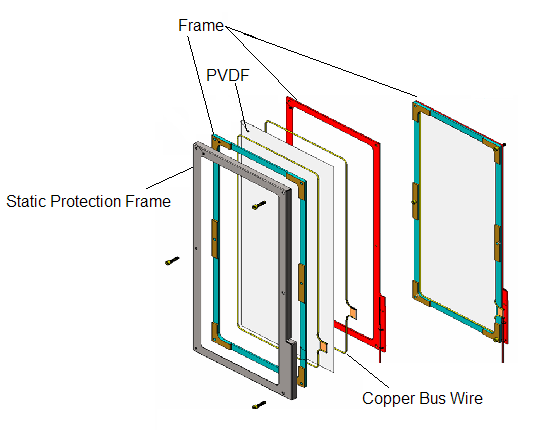 Frame
PVDF
Static Protection Frame
Copper Bus Wire